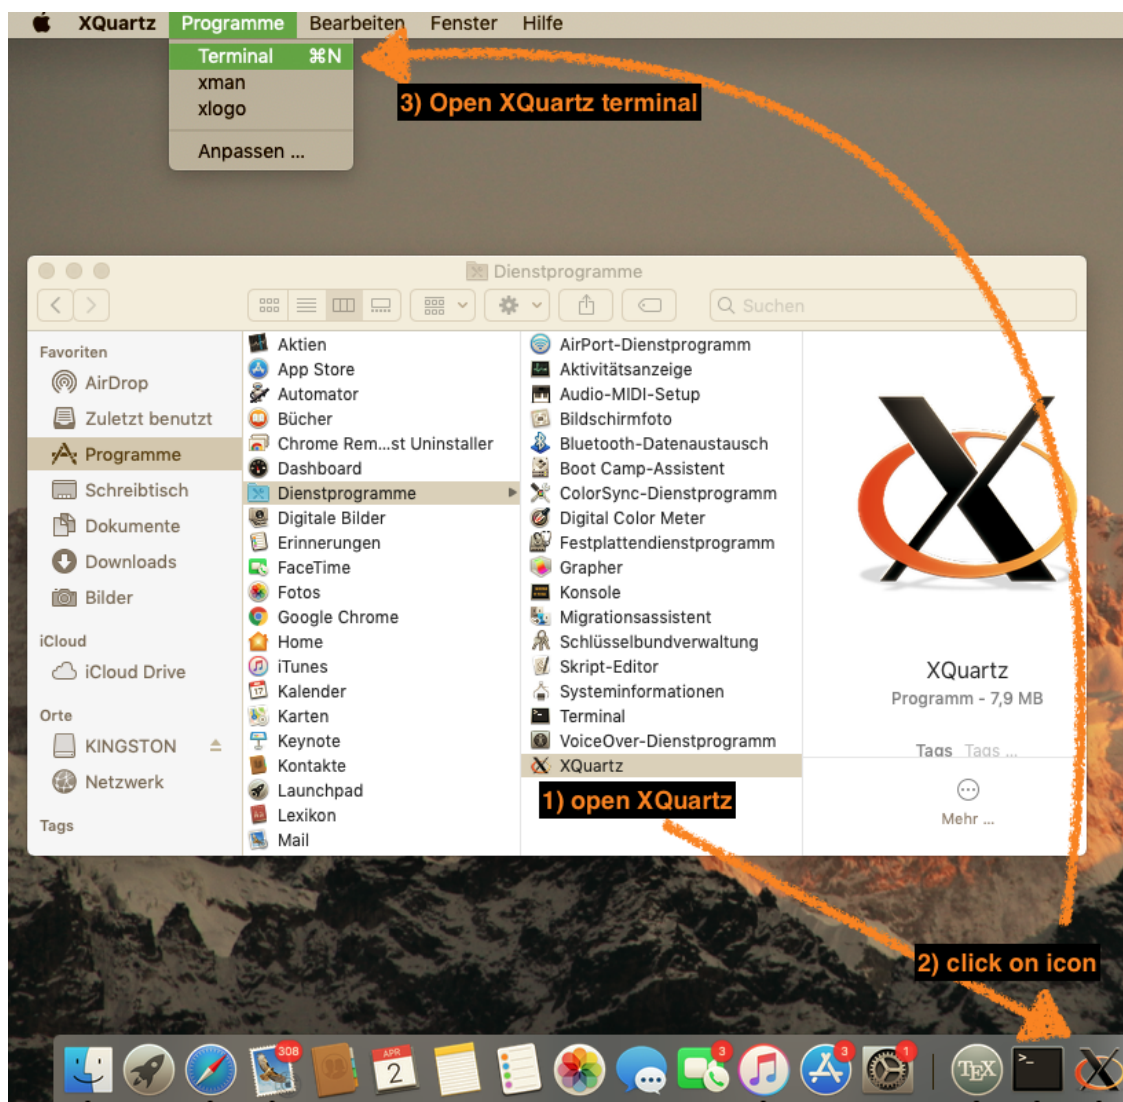 XQuartz Programme Bearbeiten Fenster Hilfe
Terminal ⌘N
xman
xlogo
Anpassen ...
3) Open XQuartz terminal
Dienstprogramme
Suchen
Favoriten
AirDrop
Zuletzt benutzt
Programme
Schreibtisch
Dokumente
Downloads
Bilder
iCloud
iCloud Drive
Orte
KINGSTON
Netzwerk
Tags
Aktien
App Store
Automator
Bücher
Chrome Rem...st Uninstaller
Dashboard
Dienstprogramme
Digitale Bilder
Erinnerungen
FaceTime
Fotos
Google Chrome
Home
iTunes
Kalender
Karten
Keynote
Kontakte
Launchpad
Lexikon
Mail
AirPort-Dienstprogramm
Aktivitätsanzeige
Audio-MIDI-Setup
Bildschirmfoto
Bluetooth-Datenaustausch
Boot Camp-Assistent
ColorSync-Dienstprogramm
Digital Color Meter
Festplattendienstprogramm
Grapher
Konsole
Migrationsassistent
Schlüsselbundverwaltung
Skript-Editor
Systeminformationen
Terminal
VoiceOver-Dienstprogramm
XQuartz
1) open XQuartz
XQuartz
Programm - 7,9 MB
Tags Tags ...
Mehr ...
2) click on icon
308
APR
2
3
3
1
TEX
>_